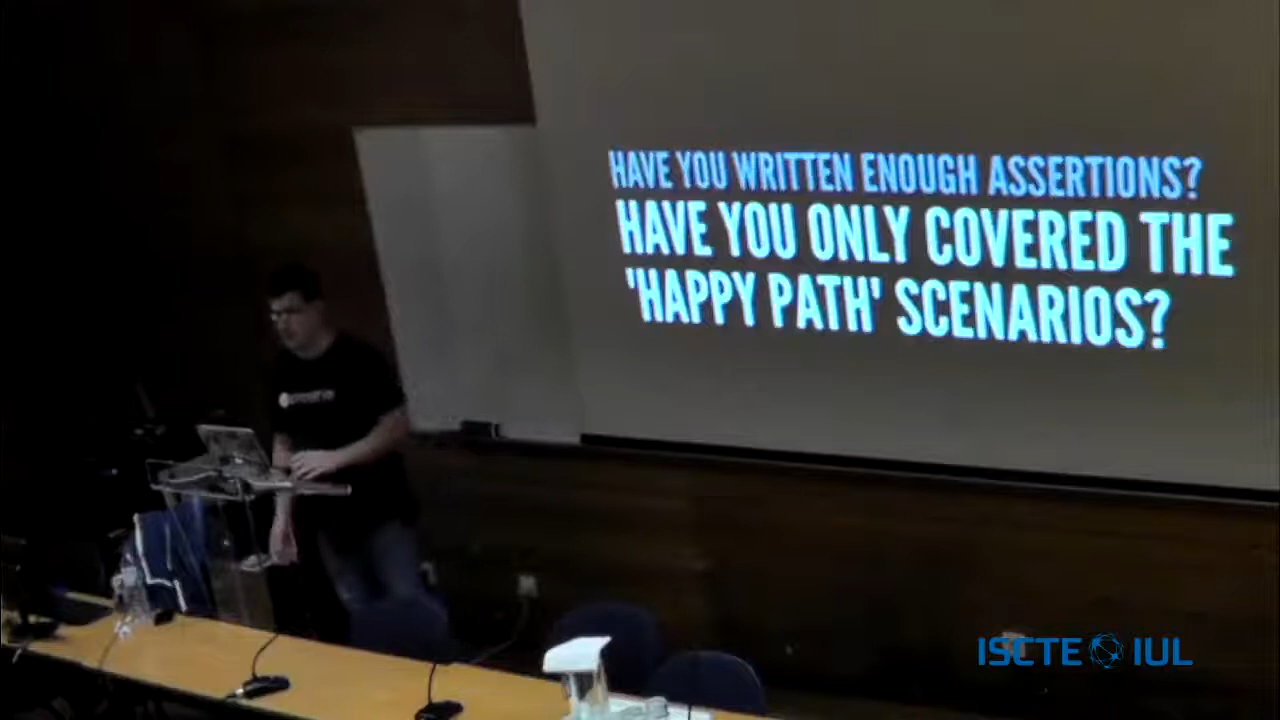 HAVE YOU WRITTEN ENOUGH ASSERTIONS?
HAVE YOU ONLY COVERED THE
'HAPPY PATH' SCENARIOS?
ISCTE IUL